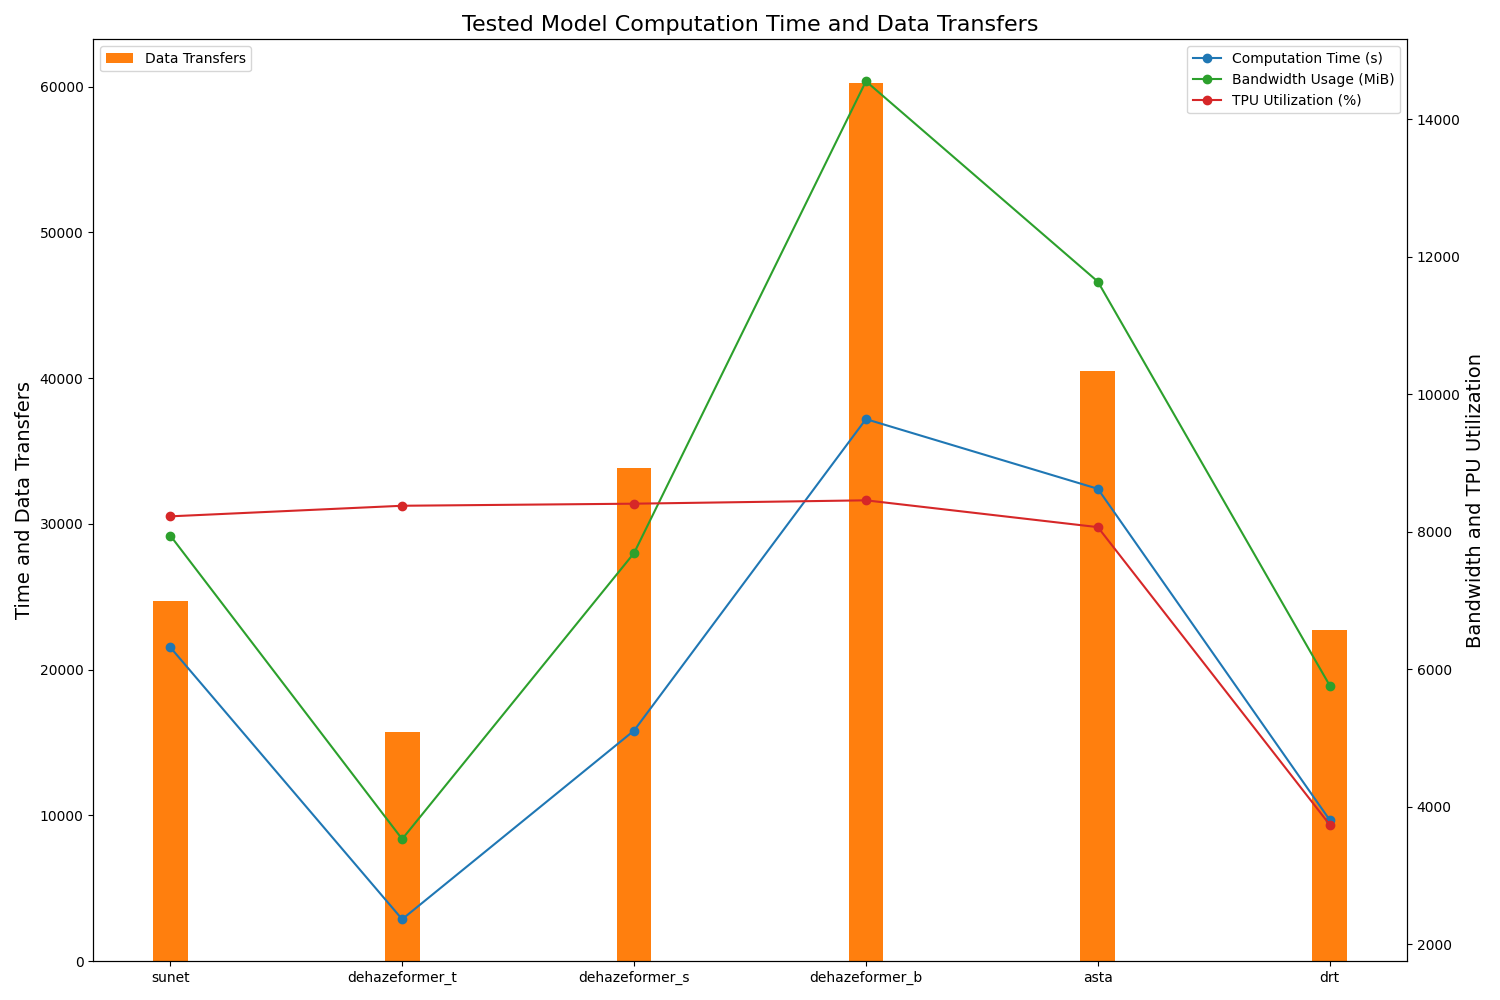 Tested Model Computation Time and Data Transfers
Data Transfers
Computation Time (s)
Bandwidth Usage (MiB)
TPU Utilization (%)
Time and Data Transfers
60000
50000
40000
30000
20000
10000
0
14000
12000
10000
8000
6000
4000
2000
Bandwidth and TPU Utilization
sunet
dehazeformer_t
dehazeformer_s
dehazeformer_b
asta
drt